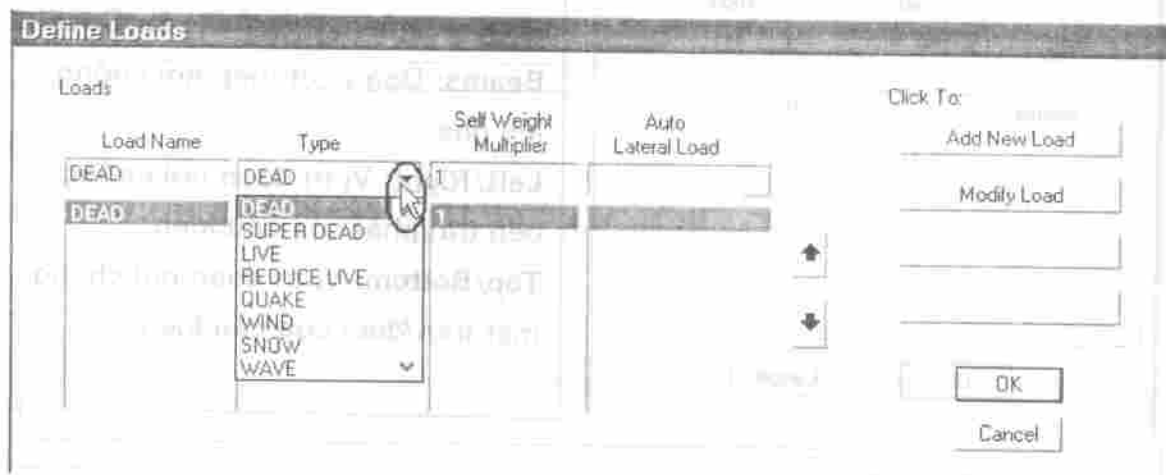 Define Loads
Loads
Click To:
Load Name Type Self Weight Multiplier Auto Lateral Load
DEAD DEAD 1
DEAD DEAD 1
SUPER DEAD
LIVE
REDUCE LIVE
QUAKE
WIND
SNOW
WAVE
Add New Load
Modify Load
OK
Cancel